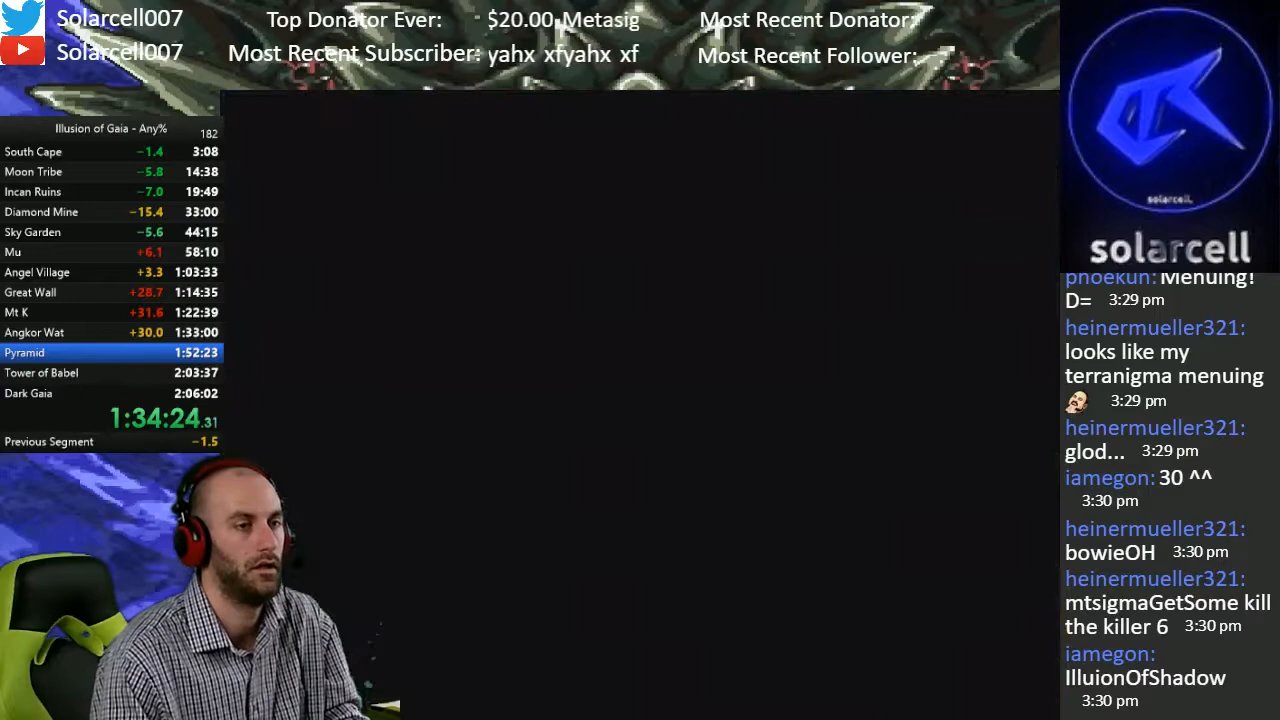 Solarcell007
Top Donator Ever:
$20.00 Metasig
Most Recent Donator:
Solarcell007
Most Recent Subscriber:
yahx xfyahx xf
Most Recent Follower:
Illusion of Gaia - Any%
182
South Cape -1.4 3:08
Moon Tribe -5.8 14:38
Incan Ruins -7.0 19:49
Diamond Mine -15.4 33:00
Sky Garden -5.6 44:15
Mu +6.1 58:10
Angel Village +3.3 1:03:33
Great Wall +28.7 1:14:35
Mt K +31.6 1:22:39
Angkor Wat +30.0 1:33:00
Pyramid 1:52:23
Tower of Babel 2:03:37
Dark Gaia 2:06:02
1:34:24.31
Previous Segment -1.5
solarcell
solarcell
phoekun: Menuing!
D= 3:29 pm
heinermueller321:
looks like my
terranigma menuing
3:29 pm
heinermueller321:
glod... 3:29 pm
iamegon: 30 ^^
3:30 pm
heinermueller321:
bowieOH 3:30 pm
heinermueller321:
mtsigmaGetSome kill
the killer 6 3:30 pm
iamegon:
IlluionOfShadow
3:30 pm